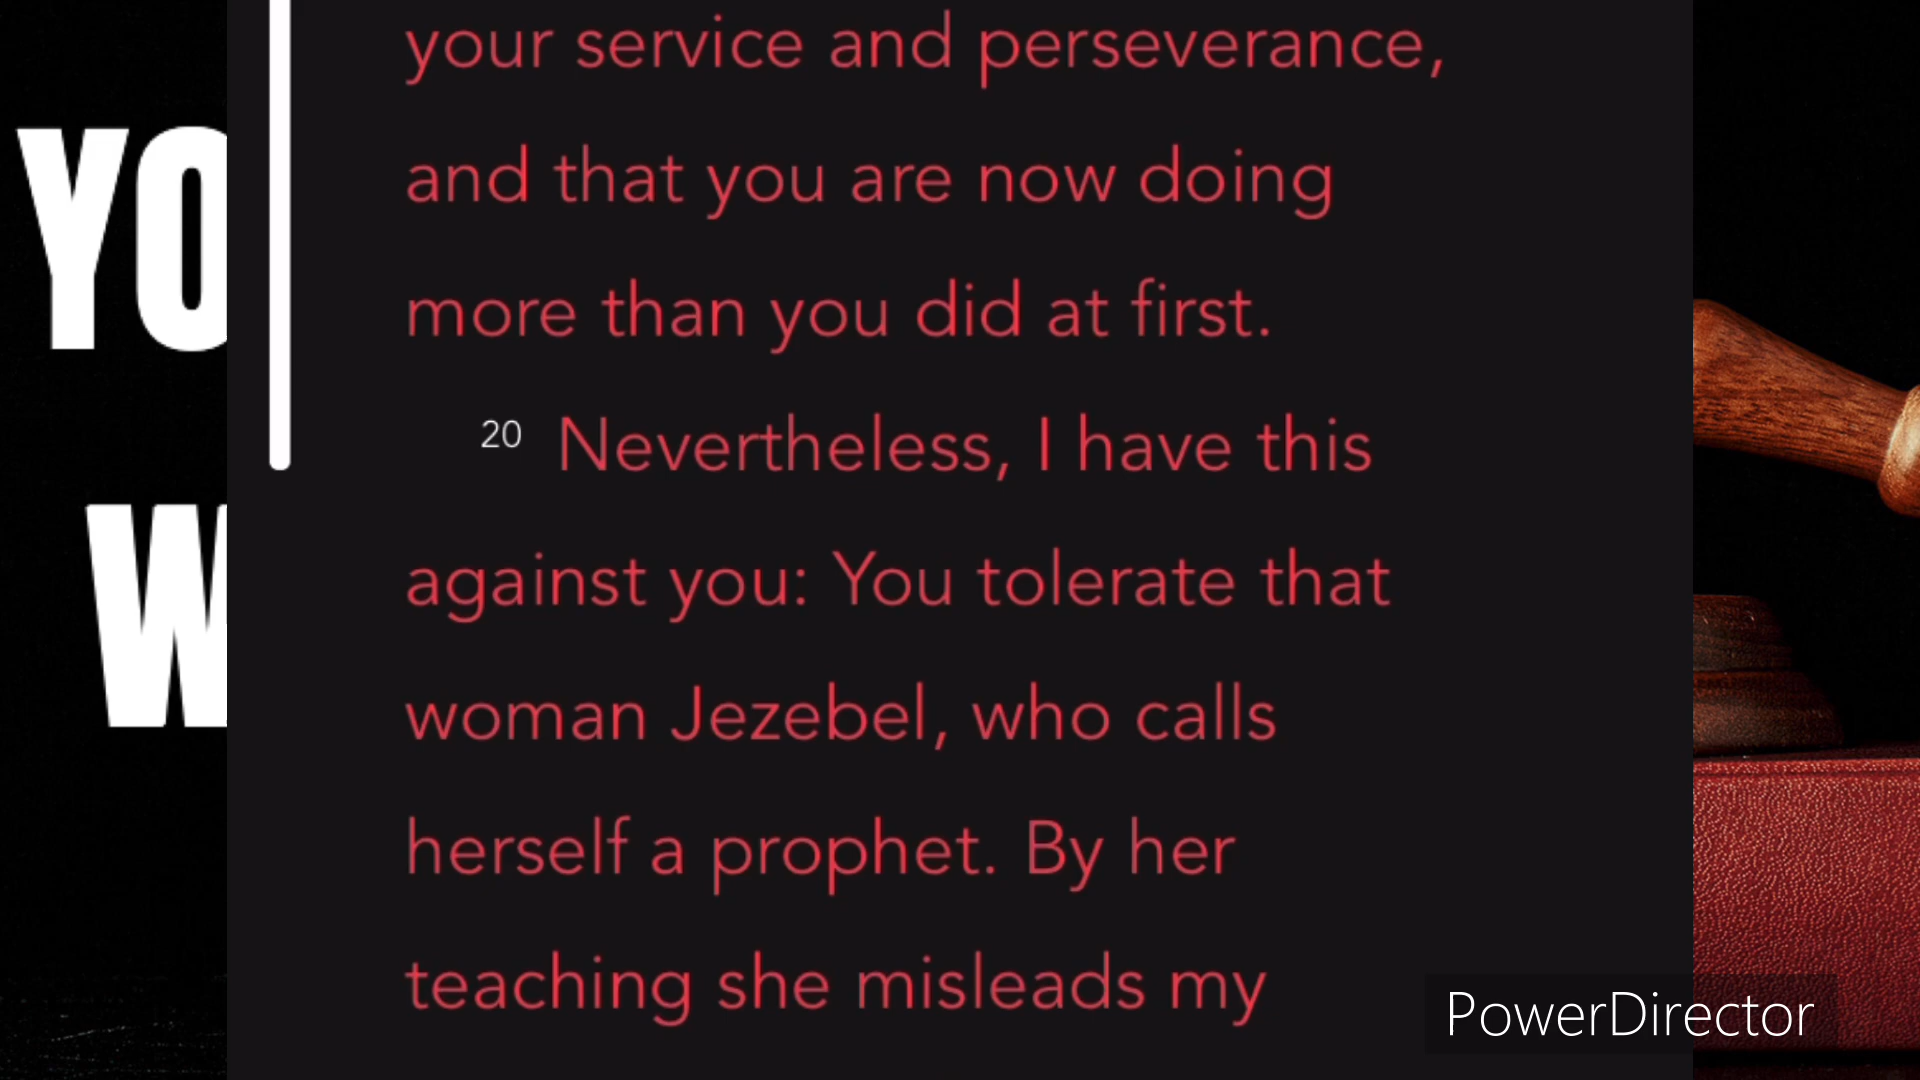 your service and perseverance,
and that you are now doing
more than you did at first.
20 Nevertheless, I have this
against you: You tolerate that
woman Jezebel, who calls
herself a prophet. By her
teaching she misleads my
PowerDirector